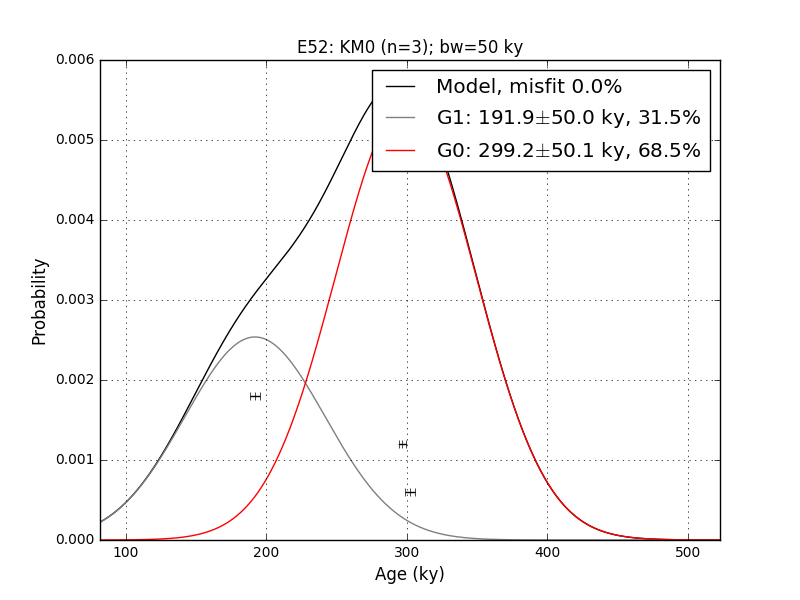 E52: KM0 (n=3); bw=50 ky
Model, misfit 0.0%
G1: 191.9±50.0 ky, 31.5%
G0: 299.2±50.1 ky, 68.5%
0.006
0.005
0.004
0.003
0.002
0.001
0.000
Probability
100 200 300 400 500
Age (ky)